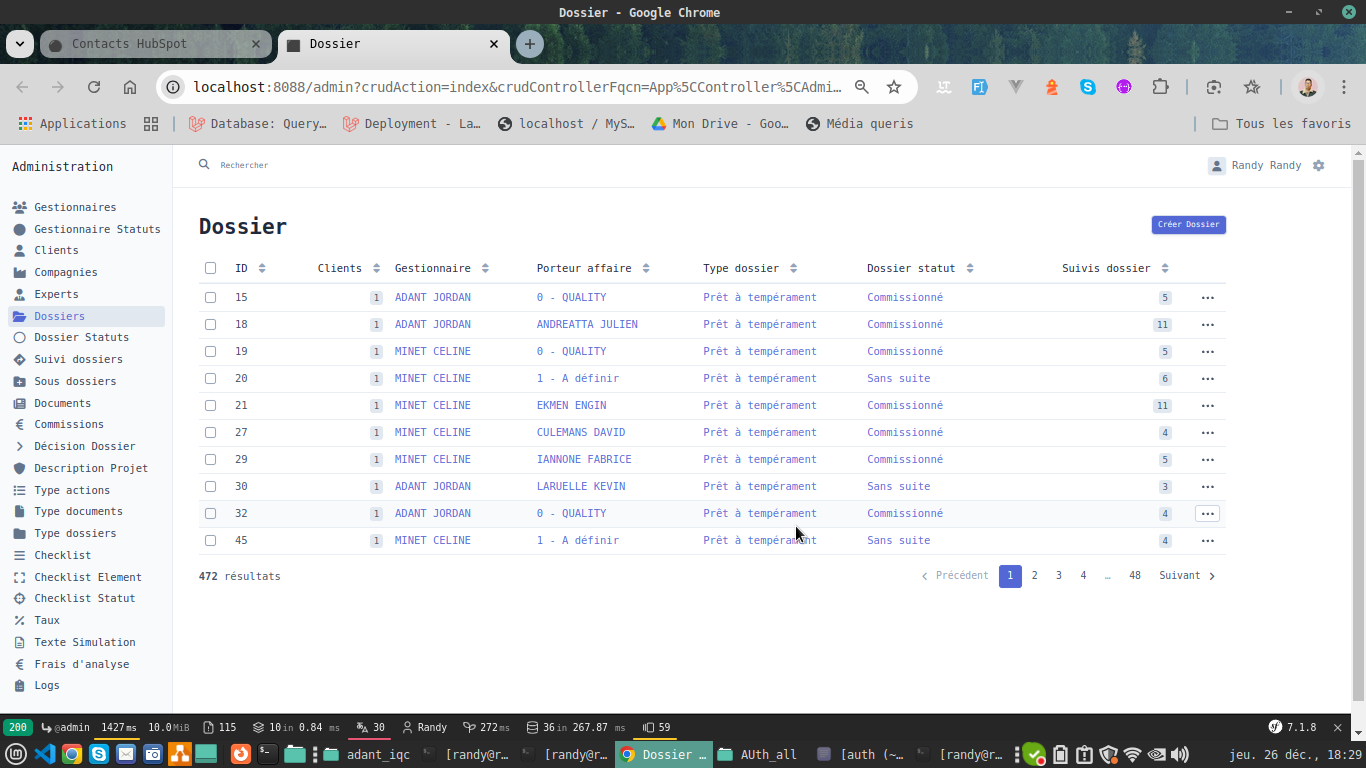 Dossier - Google Chrome
Contacts HubSpot
Dossier
localhost:8088/admin?crudAction=index&crudControllerFqcn=App%5CController%5CAdmi…
Applications
Database: Query…
Deployment - La…
localhost / MyS…
Mon Drive - Goo…
Média queris
Tous les favoris
Administration
Rechercher
Randy Randy
Gestionnaires
Gestionnaire Statuts
Clients
Compagnies
Experts
Dossiers
Dossier Statuts
Suivi dossiers
Sous dossiers
Documents
Commissions
Décision Dossier
Description Projet
Type actions
Type documents
Type dossiers
Checklist
Checklist Element
Checklist Statut
Taux
Texte Simulation
Frais d'analyse
Logs
Dossier
Créer Dossier
ID Clients Gestionnaire Porteur affaire Type dossier Dossier statut Suivis dossier
15 1 ADANT JORDAN 0 - QUALITY Prêt à tempérament Commissionné 5
18 1 ADANT JORDAN ANDREATTA JULIEN Prêt à tempérament Commissionné 11
19 1 MINET CELINE 0 - QUALITY Prêt à tempérament Commissionné 5
20 1 MINET CELINE 1 - A définir Prêt à tempérament Sans suite 6
21 1 MINET CELINE EKMEN ENGIN Prêt à tempérament Commissionné 11
27 1 MINET CELINE CULEMANS DAVID Prêt à tempérament Commissionné 4
29 1 MINET CELINE IANNONE FABRICE Prêt à tempérament Commissionné 5
30 1 ADANT JORDAN LARUELLE KEVIN Prêt à tempérament Sans suite 3
32 1 ADANT JORDAN 0 - QUALITY Prêt à tempérament Commissionné 4
45 1 MINET CELINE 1 - A définir Prêt à tempérament Sans suite 4
472 résultats
Précédent 1 2 3 4 … 48 Suivant
200 @admin 1427 ms 10.0 MiB 115 10 in 0.84 ms 30 Randy 272 ms 36 in 267.87 ms 59 7.1.8
adant_iqc
[randy@r…
[randy@r…
Dossier …
AUth_all
[auth (~…
[randy@r…
jeu. 26 déc., 18:29